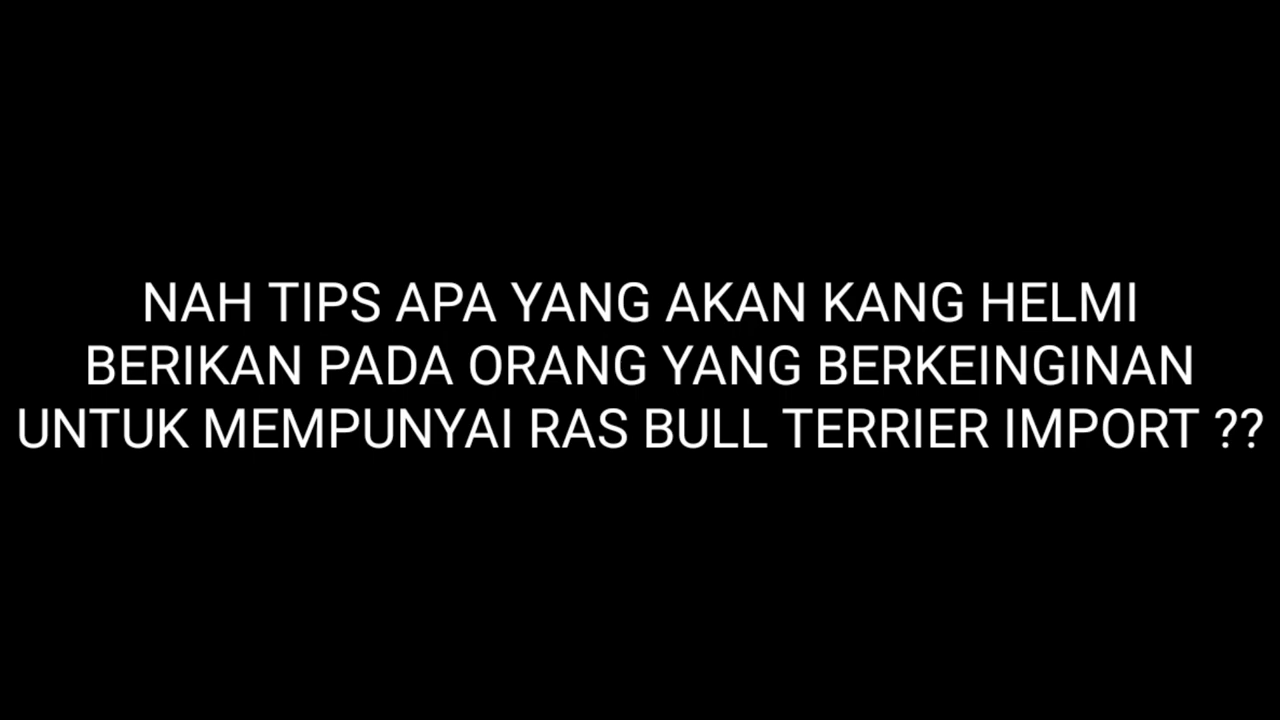 NAH TIPS APA YANG AKAN KANG HELMI
BERIKAN PADA ORANG YANG BERKEINGINAN
UNTUK MEMPUNYAI RAS BULL TERRIER IMPORT ??